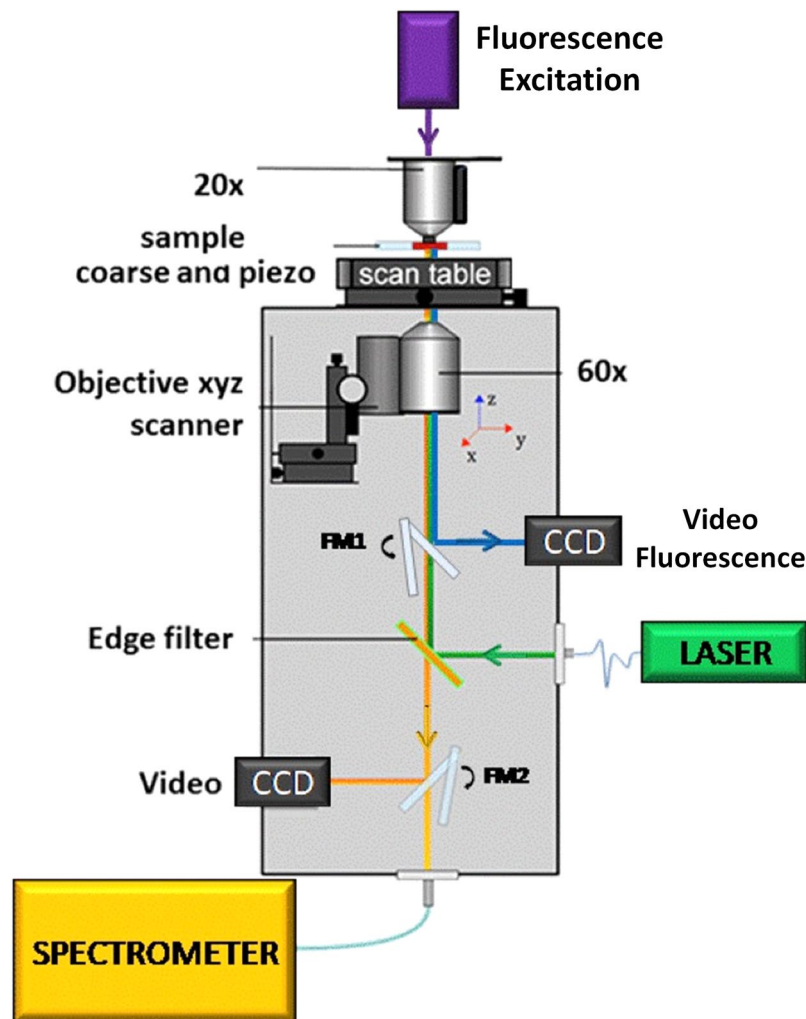 Fluorescence
Excitation
20x
sample
coarse and piezo
scan table
Objective xyz
scanner
60x
z
y
x
FM1
CCD
Video
Fluorescence
Edge filter
LASER
Video
CCD
FM2
SPECTROMETER